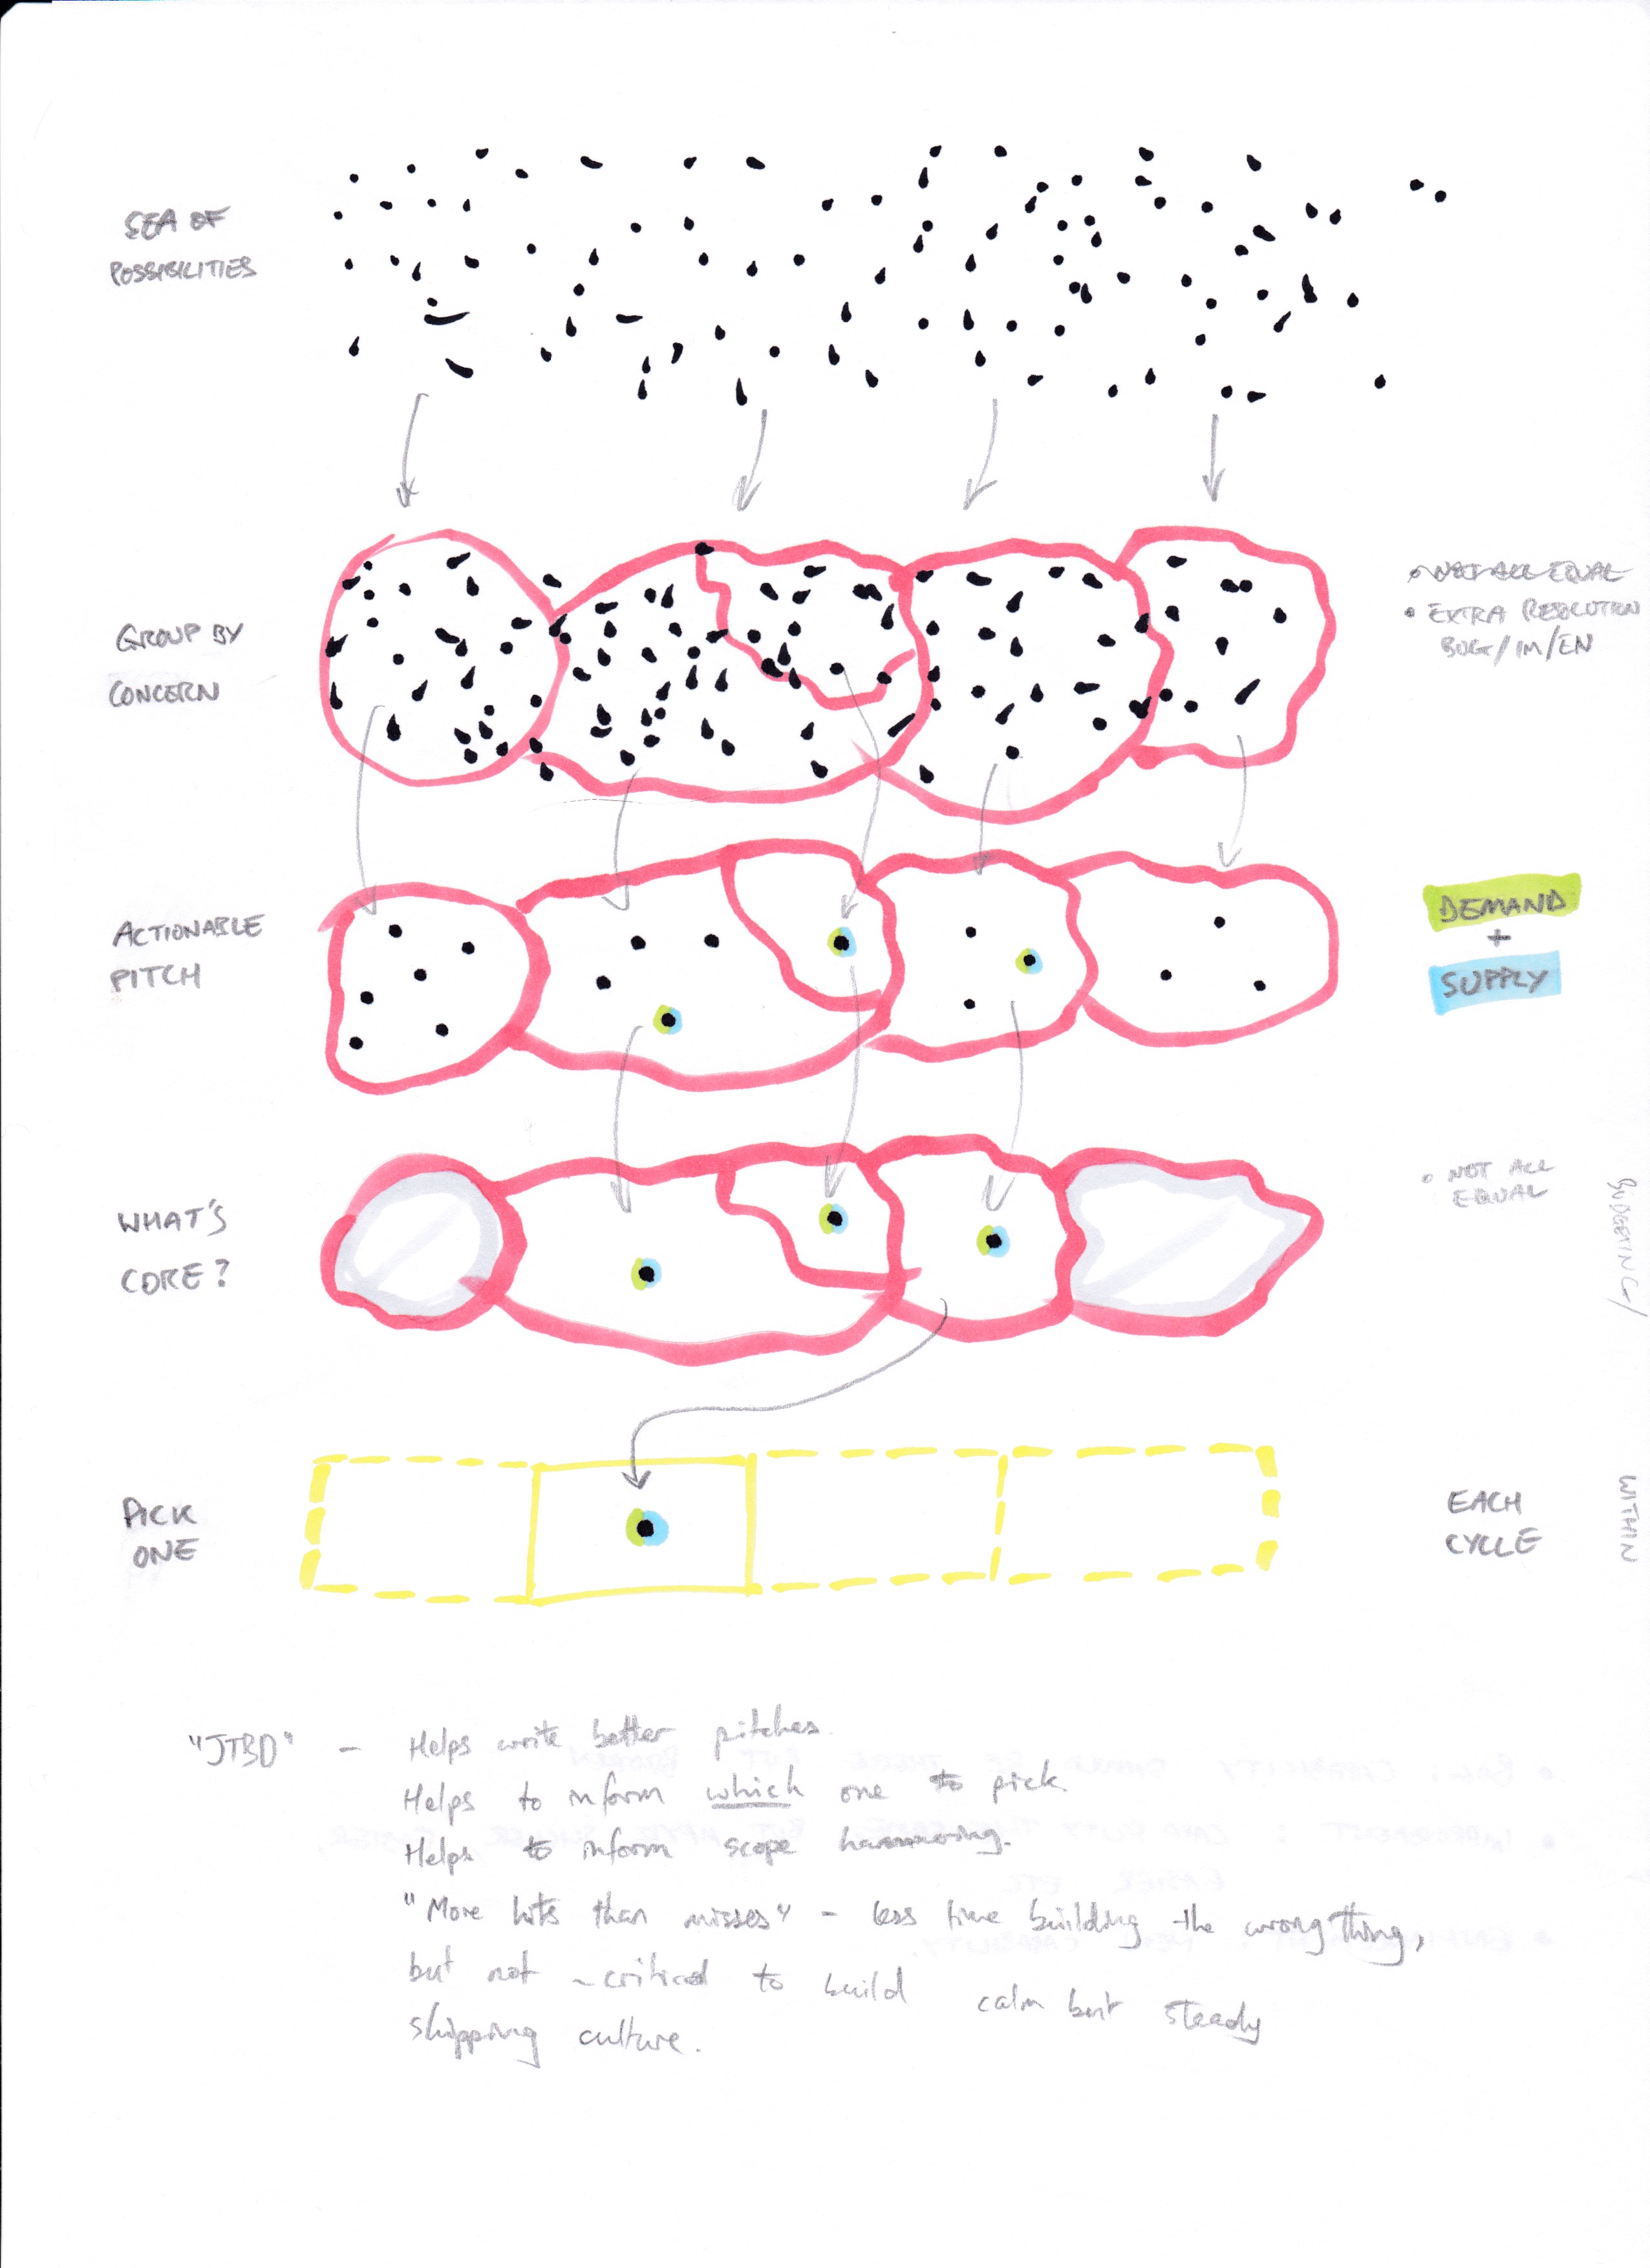 SEA OF
POSSIBILITIES
GROUP BY
CONCERN
NOT ALL EQUAL
• EXTRA RESOLUTION
BUG/IM/EN
ACTIONABLE
PITCH
DEMAND
+
SUPPLY
WHAT'S
CORE?
• NOT ALL
EQUAL
BUDGETING/
PICK
ONE
EACH
CYCLE
WITHIN
"JTBD" - Helps write better pitches.
Helps to inform which one to pick.
Helps to inform scope hammering.
"More hits than misses" - less time building the wrong thing,
but not critical to build calm but steady
shipping culture.